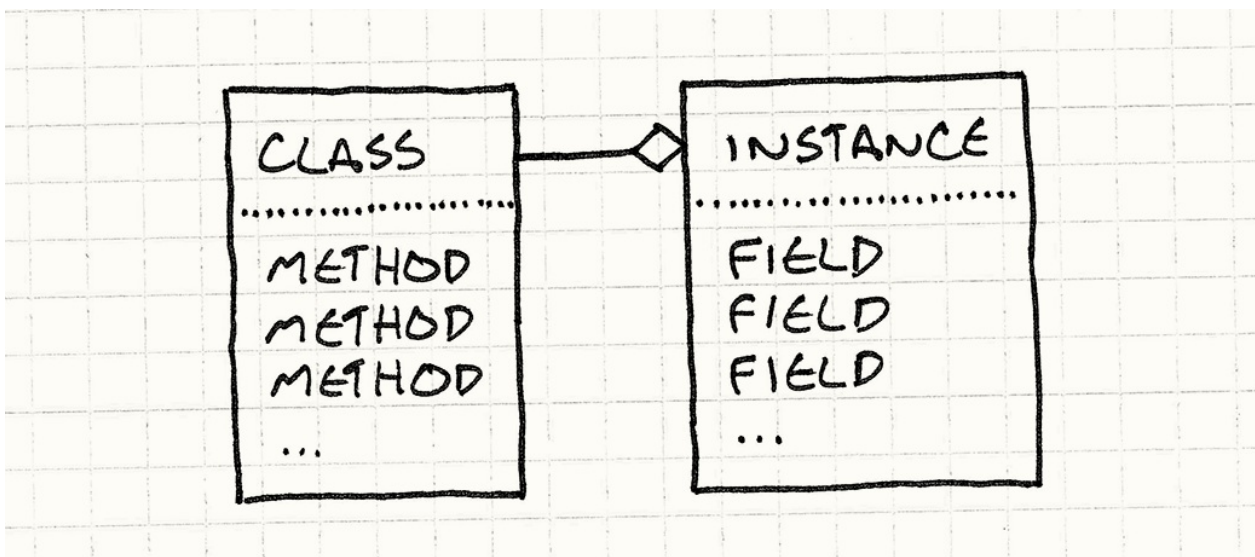 CLASS
METHOD
METHOD
METHOD
...
INSTANCE
FIELD
FIELD
FIELD
...